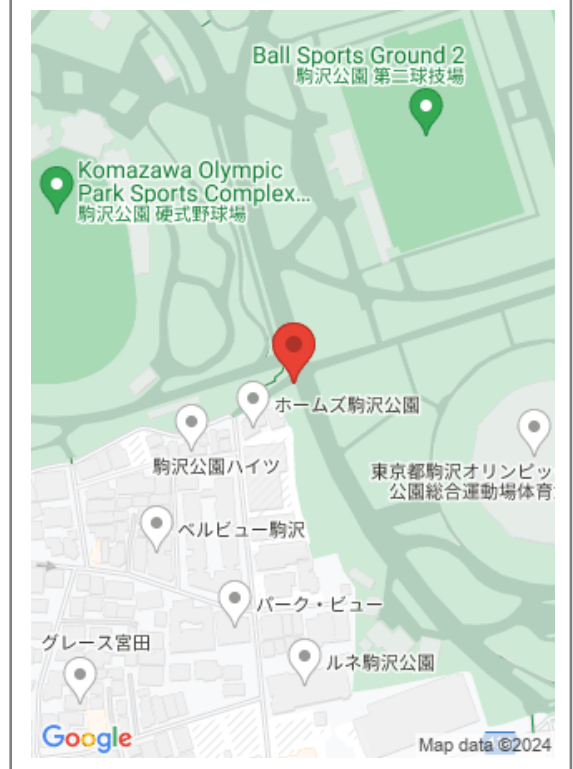 Ball Sports Ground 2
駒沢公園 第二球技場
Komazawa Olympic
Park Sports Complex...
駒沢公園 硬式野球場
ホームズ駒沢公園
駒沢公園ハイツ
東京都駒沢オリンピッ
公園総合運動場体育
ベルビュー駒沢
パーク・ビュー
グレース宮田
ルネ駒沢公園
Google
Map data ©2024